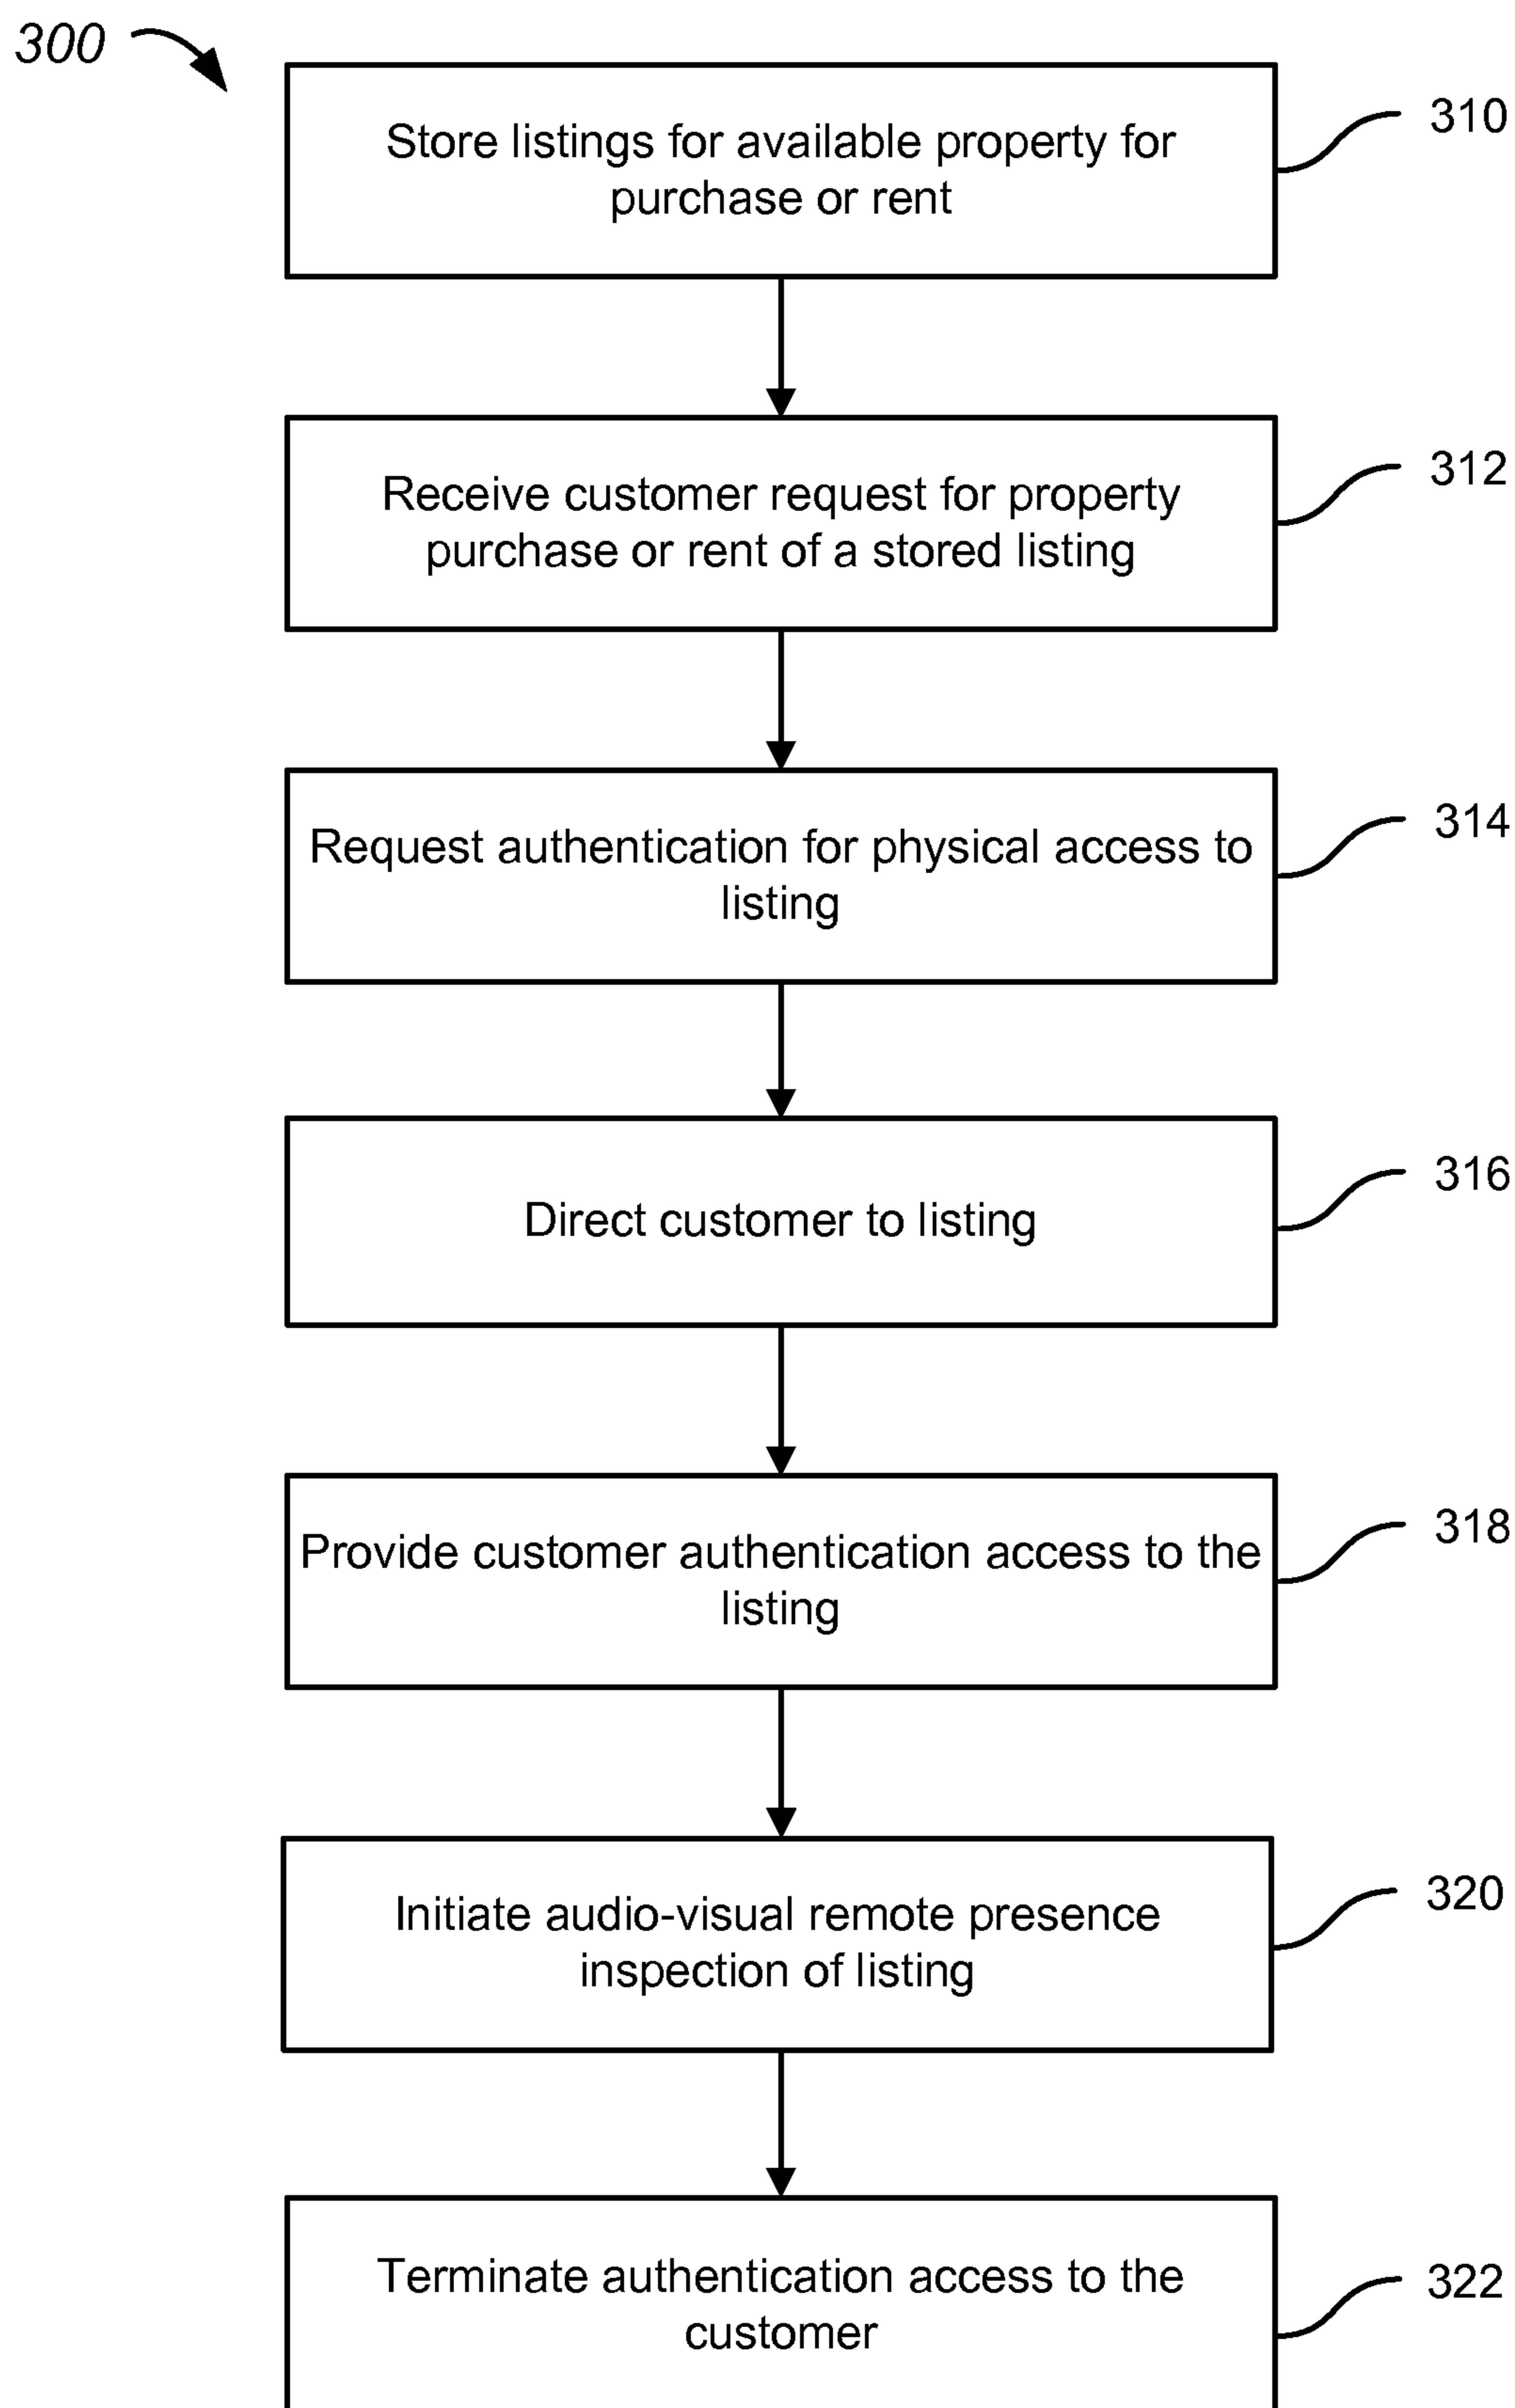 300
Store listings for available property for
purchase or rent
310
Receive customer request for property
purchase or rent of a stored listing
312
Request authentication for physical access to
listing
314
Direct customer to listing
316
Provide customer authentication access to the
listing
318
Initiate audio-visual remote presence
inspection of listing
320
Terminate authentication access to the
customer
322